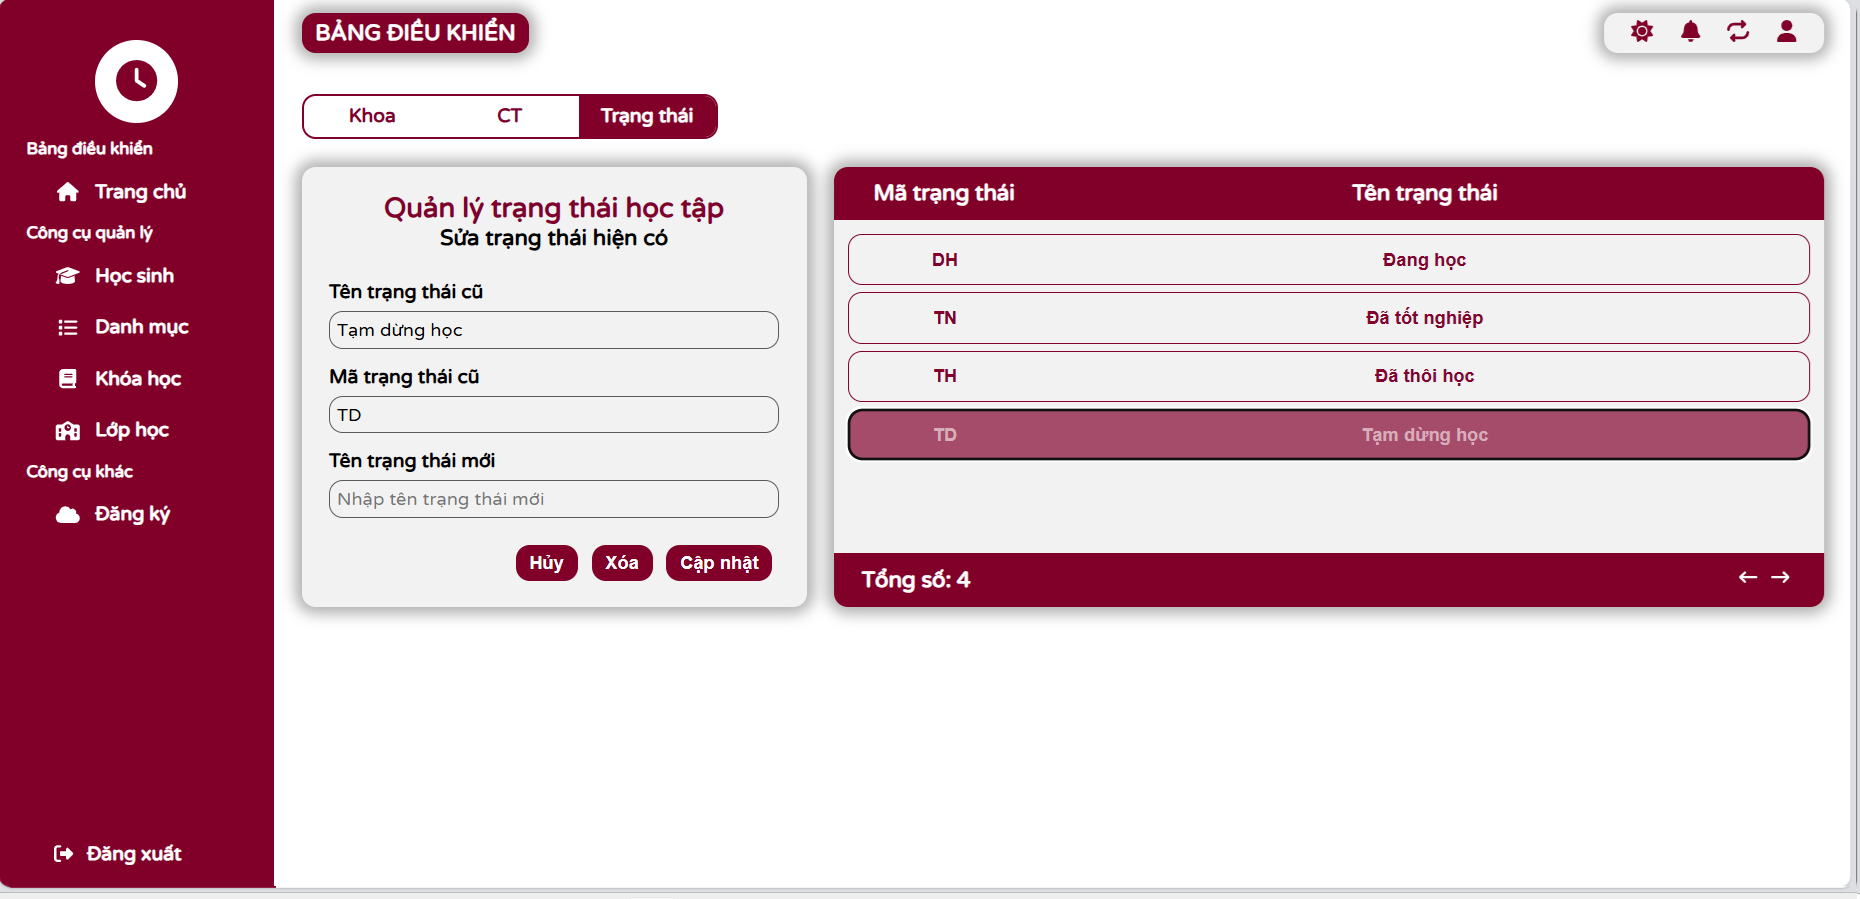 BẢNG ĐIỀU KHIỂN
Bảng điều khiển
Trang chủ
Công cụ quản lý
Học sinh
Danh mục
Khóa học
Lớp học
Công cụ khác
Đăng ký
Đăng xuất
Khoa CT Trạng thái
Quản lý trạng thái học tập
Sửa trạng thái hiện có
Tên trạng thái cũ
Tạm dừng học
Mã trạng thái cũ
TD
Tên trạng thái mới
Nhập tên trạng thái mới
Hủy Xóa Cập nhật
Mã trạng thái Tên trạng thái
DH Đang học
TN Đã tốt nghiệp
TH Đã thôi học
TD Tạm dừng học
Tổng số: 4